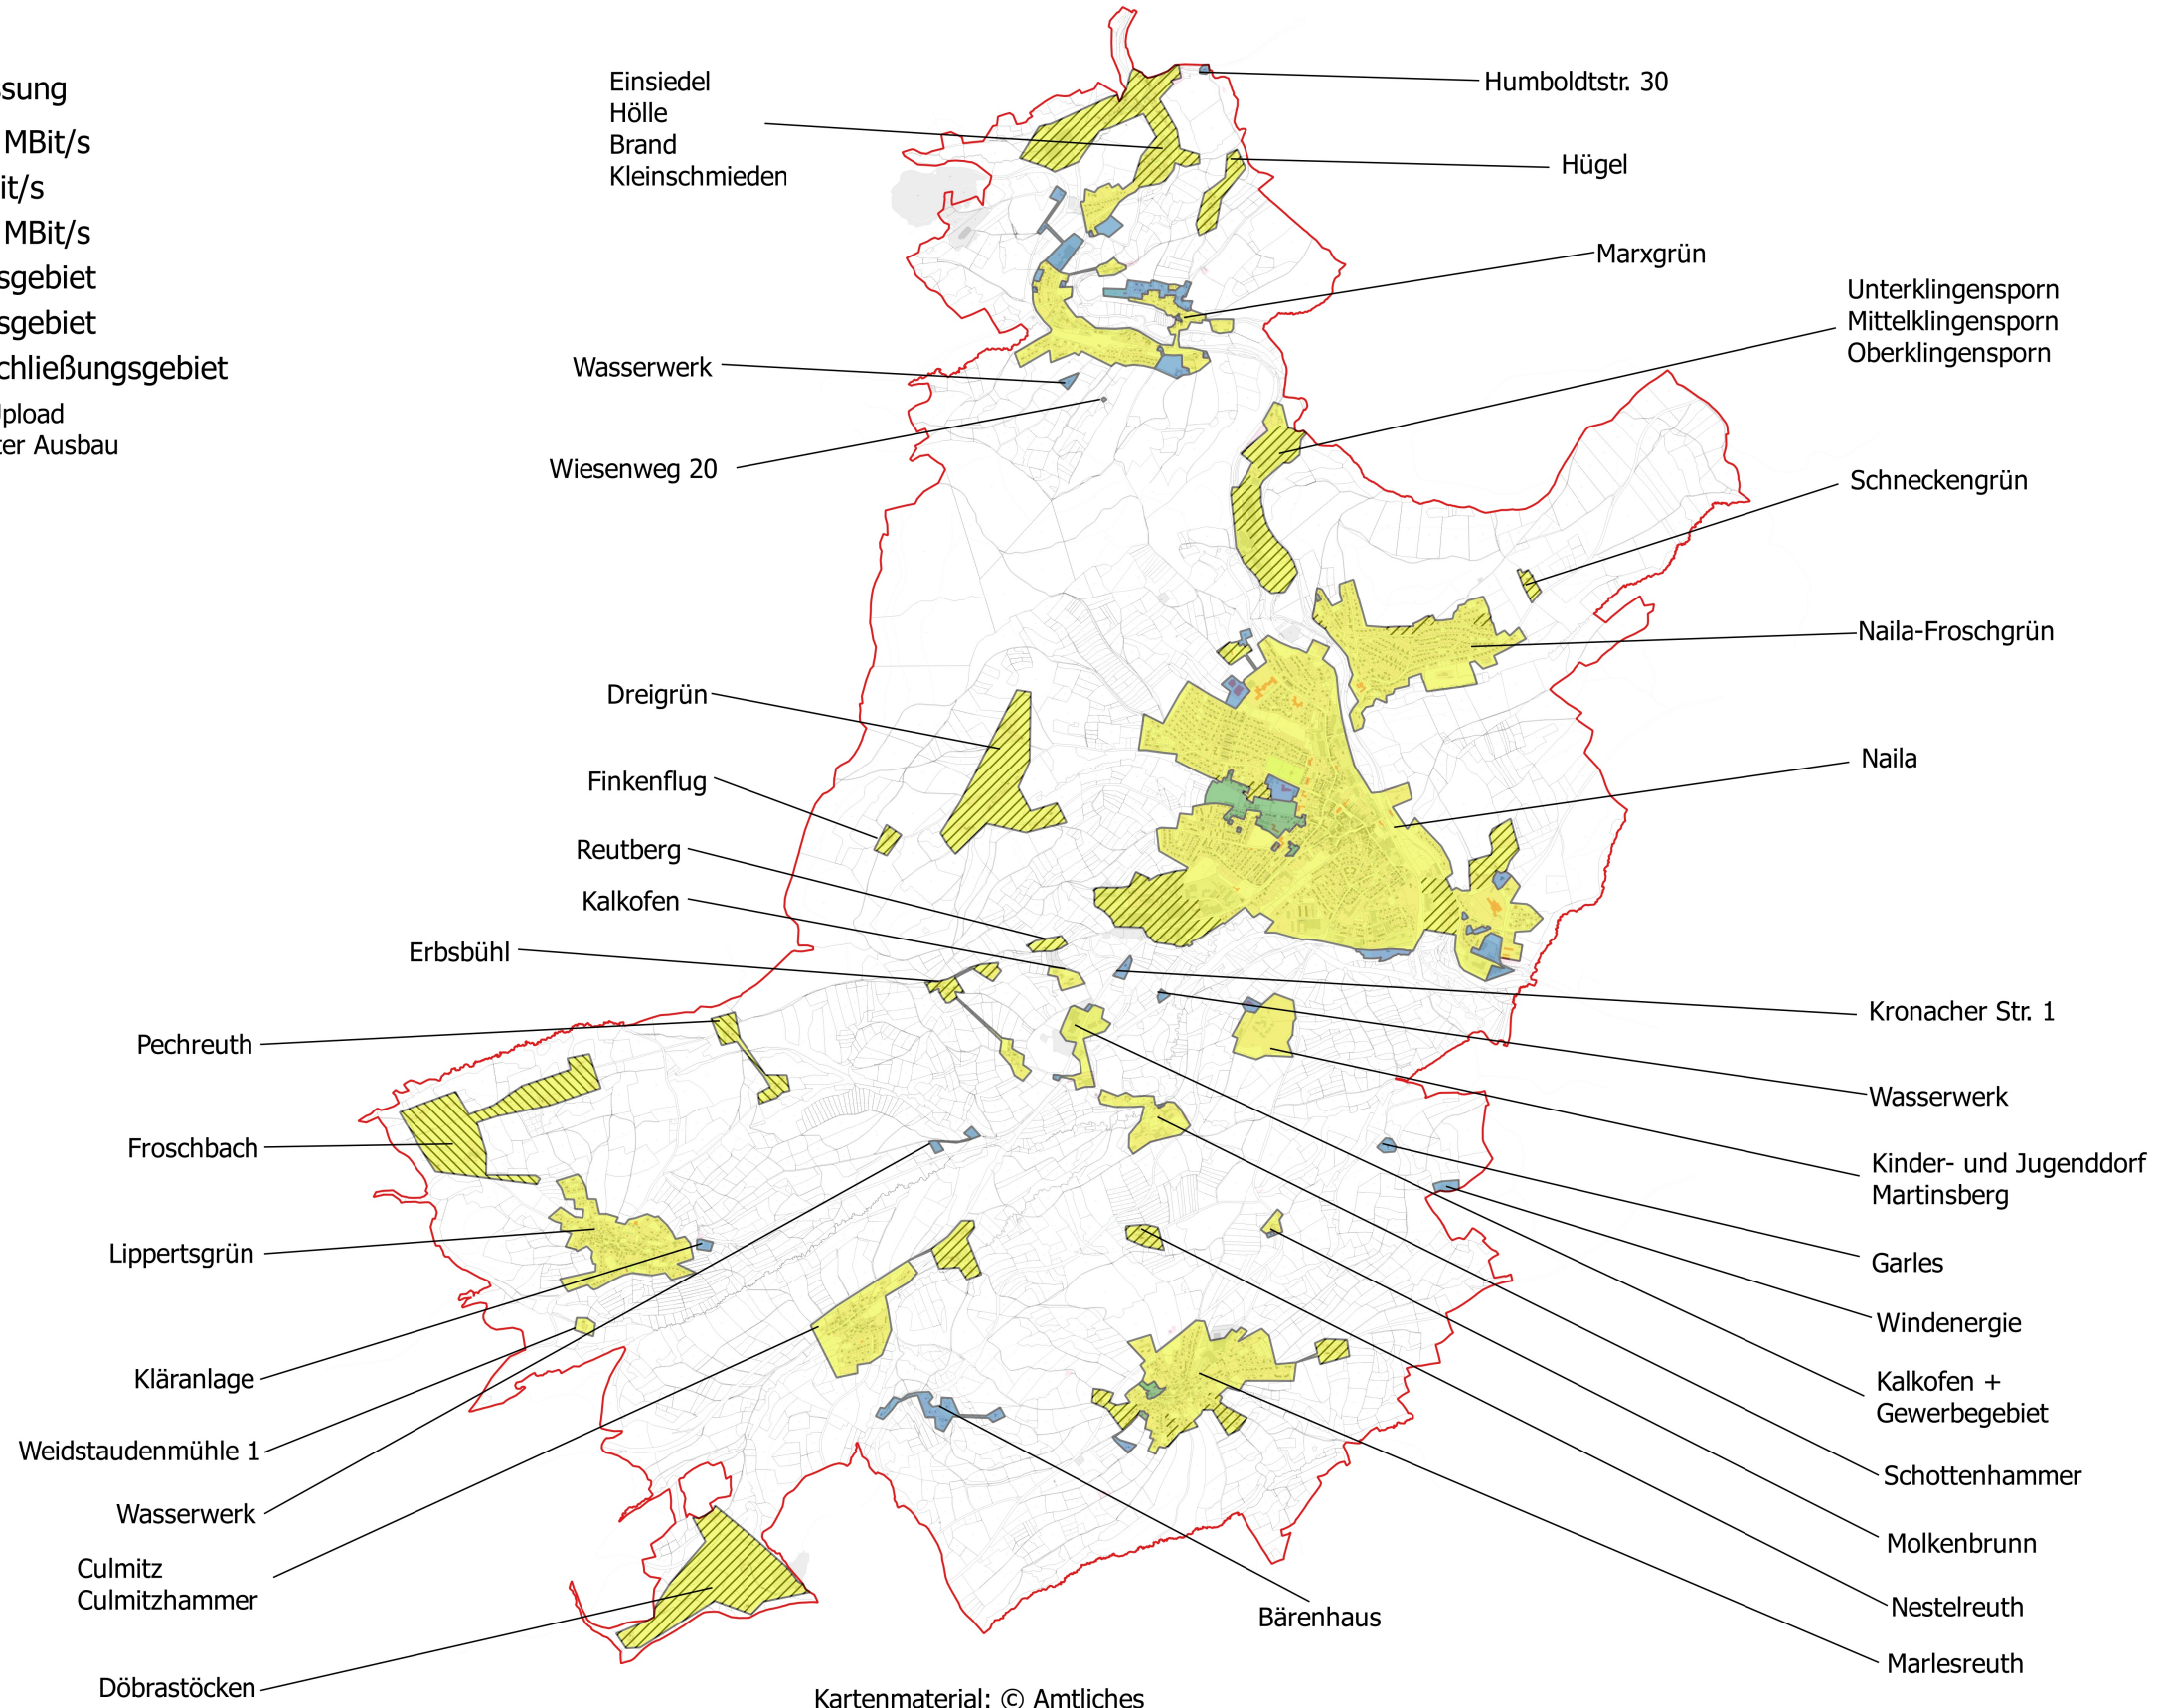 ssung
MBit/s
it/s
MBit/s
sgebiet
sgebiet
chließungsgebiet
Upload
ter Ausbau
Einsiedel
Hölle
Brand
Kleinschmieden
Humboldtstr. 30
Hügel
Marxgrün
Unterklingensporn
Mittelklingensporn
Oberklingensporn
Wasserwerk
Wiesenweg 20
Schneckengrün
Naila-Froschgrün
Dreigrün
Naila
Finkenflug
Reutberg
Kalkofen
Erbsbühl
Kronacher Str. 1
Pechreuth
Wasserwerk
Froschbach
Kinder- und Jugenddorf
Martinsberg
Lippertsgrün
Garles
Windenergie
Kläranlage
Kalkofen +
Gewerbegebiet
Weidstaudenmühle 1
Schottenhammer
Wasserwerk
Molkenbrunn
Culmitz
Culmitzhammer
Nestelreuth
Bärenhaus
Marlesreuth
Döbrastöcken
Kartenmaterial: © Amtliches